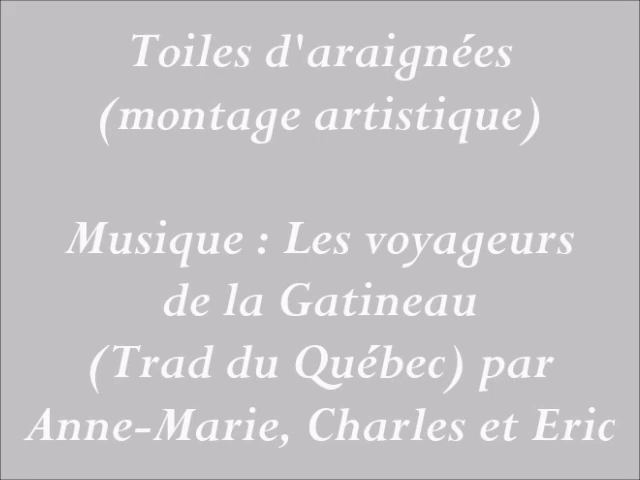 Toiles d'araignées
(montage artistique)
Musique : Les voyageurs
de la Gatineau
(Trad du Québec) par
Anne-Marie, Charles et Eric